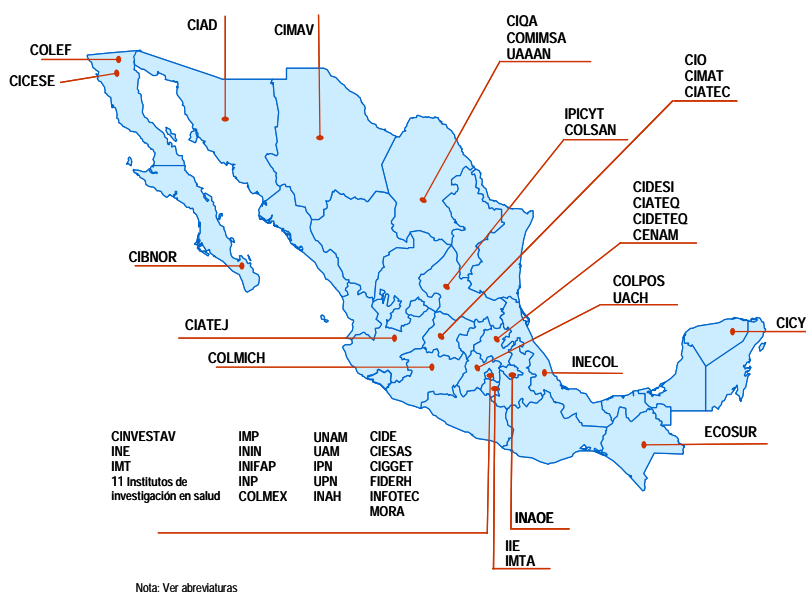 CIAD
CIMAV
CIQA
COMIMSA
UAAAN
COLEF
CICESE
CIO
CIMAT
CIATEC
IPICYT
COLSAN
CIDESI
CIATEQ
CIDETEQ
CENAM
CIBNOR
COLPOS
UACH
CIATEJ
CICY
COLMICH
INECOL
ECOSUR
CINVESTAV
INE
IMT
11 Institutos de
investigación en salud
IMP
ININ
INIFAP
INP
COLMEX
UNAM
UAM
IPN
UPN
INAH
CIDE
CIESAS
CIGGET
FIDERH
INFOTEC
MORA
INAOE
IIE
IMTA
Nota: Ver abreviaturas